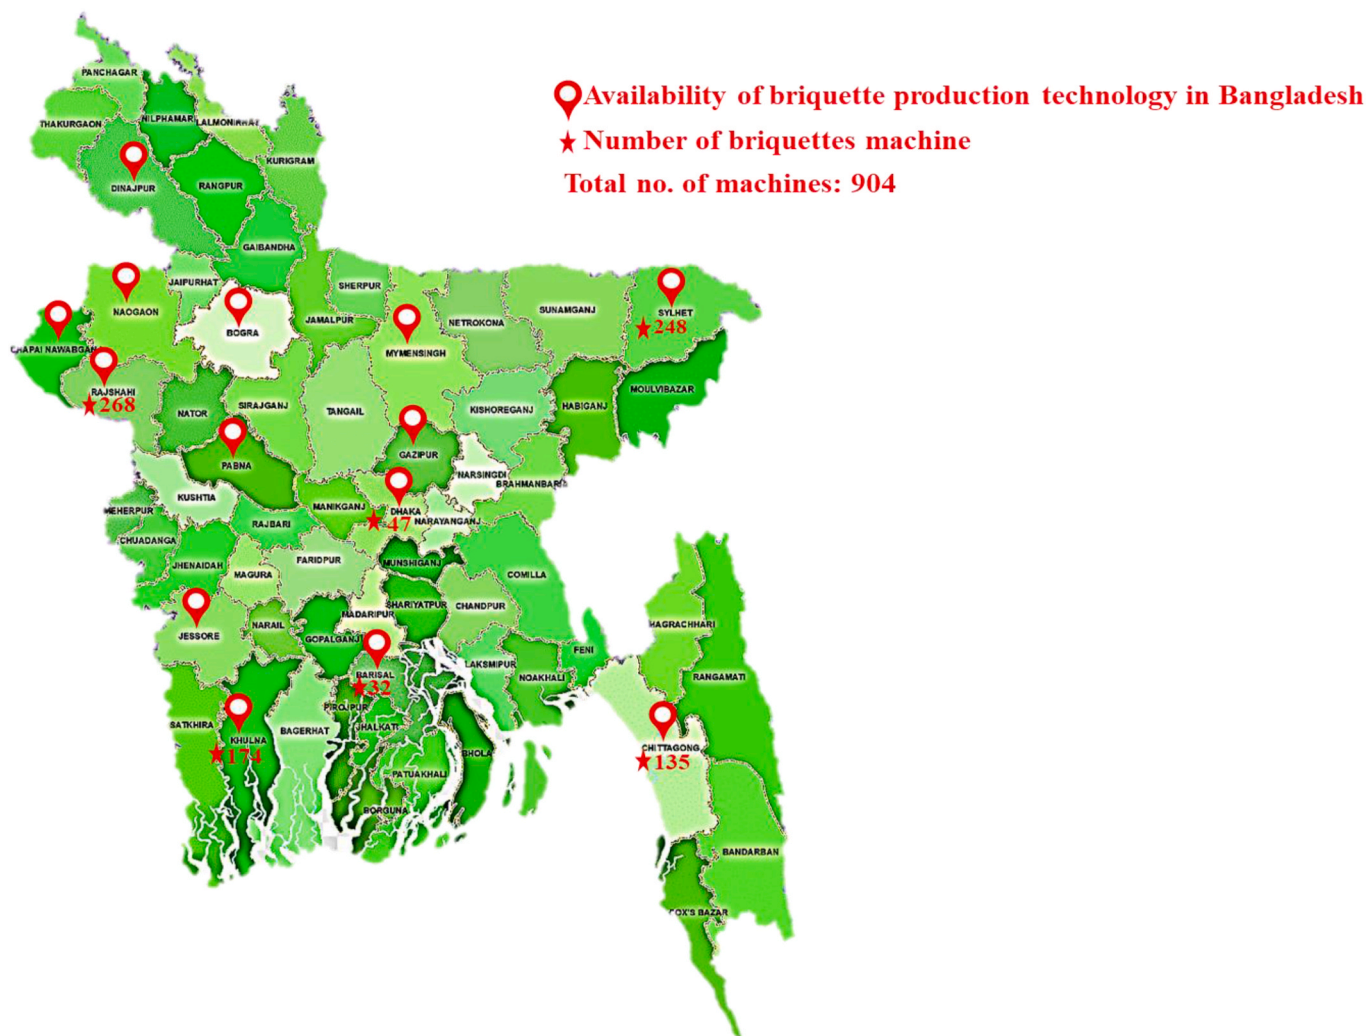 Availability of briquette production technology in Bangladesh
Number of briquettes machine
Total no. of machines: 904
PANCHAGAR
THAKURGAON
NILPHAMARI
LALMONIRHAT
KURIGRAM
DINAJPUR
RANGPUR
GAIBANDHA
JAIPURHAT
NAOGAON
BOGRA
SHERPUR
JAMALPUR
NETROKONA
SUNAMGANJ
SYLHET
248
CHAPAI NAWABGANJ
MYMENSINGH
RAJSHAHI
268
MOULVIBAZAR
NATOR
SIRAJGANJ
TANGAIL
KISHOREGANJ
HABIGANJ
PABNA
GAZIPUR
NARSINGDI
BRAHMANBARI
KUSHTIA
MEHERPUR
MANIKGANJ
DHAKA
47
NARAYANGANJ
RAJBARI
CHUADANGA
JHENAIDAH
MAGURA
FARIDPUR
MUNSHIGANJ
COMILLA
MADARIPUR
SHARIYATPUR
CHANDPUR
JESSORE
NARAIL
GOPALGANJ
HAGRACHHARI
FENI
LAKSMIPUR
NOAKHALI
RANGAMATI
BARISAL
32
PIROJPUR
SATKHIRA
KHULNA
174
BAGERHAT
JHALKATI
BHOLA
CHITTAGONG
135
PATUAKHALI
BORGUNA
BANDARBAN
COX'S BAZAR